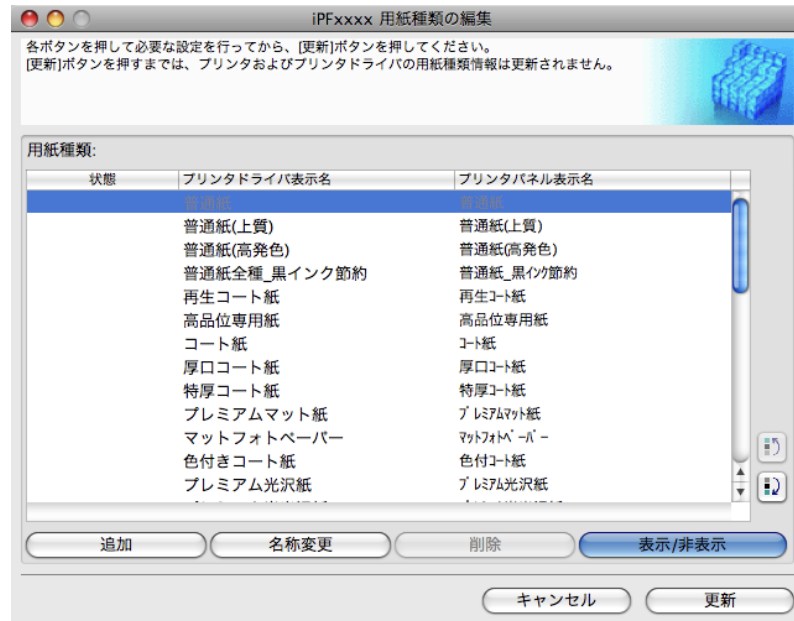 iPFxxxx 用紙種類の編集
各ボタンを押して必要な設定を行ってから、[更新]ボタンを押してください。
[更新]ボタンを押すまでは、プリンタおよびプリンタドライバの用紙種類情報は更新されません。
用紙種類:
状態 プリンタドライバ表示名 プリンタパネル表示名
普通紙 普通紙
普通紙(上質) 普通紙(上質)
普通紙(高発色) 普通紙(高発色)
普通紙全種_黒インク節約 普通紙_黒ｲﾝｸ節約
再生コート紙 再生ｺｰﾄ紙
高品位専用紙 高品位専用紙
コート紙 ｺｰﾄ紙
厚口コート紙 厚口ｺｰﾄ紙
特厚コート紙 特厚ｺｰﾄ紙
プレミアムマット紙 ﾌﾟﾚﾐｱﾑﾏｯﾄ紙
マットフォトペーパー ﾏｯﾄﾌｫﾄﾍﾟｰﾊﾟｰ
色付きコート紙 色付ｺｰﾄ紙
プレミアム光沢紙 ﾌﾟﾚﾐｱﾑ光沢紙
追加 名称変更 削除 表示/非表示
キャンセル 更新